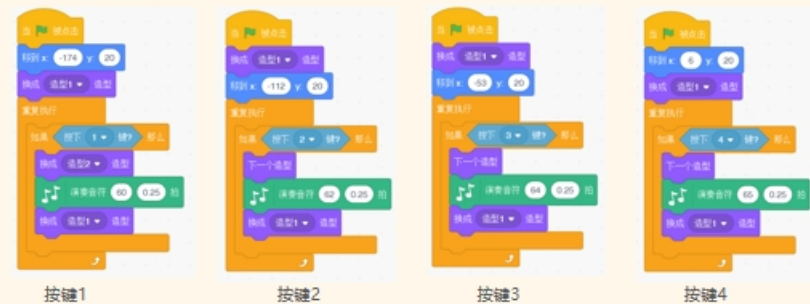 当 被点击
移到 x: -174 y: 20
换成 造型1 造型
重复执行
如果 按下 1 键? 那么
换成 造型2 造型
演奏音符 60 0.25 拍
换成 造型1 造型
按键1
当 被点击
换成 造型1 造型
移到 x: -112 y: 20
重复执行
如果 按下 2 键? 那么
下一个造型
演奏音符 62 0.25 拍
换成 造型1 造型
按键2
当 被点击
换成 造型1 造型
移到 x: -53 y: 20
重复执行
如果 按下 3 键? 那么
下一个造型
演奏音符 64 0.25 拍
换成 造型1 造型
按键3
当 被点击
移到 x: 6 y: 20
换成 造型1 造型
重复执行
如果 按下 4 键? 那么
下一个造型
演奏音符 65 0.25 拍
换成 造型1 造型
按键4